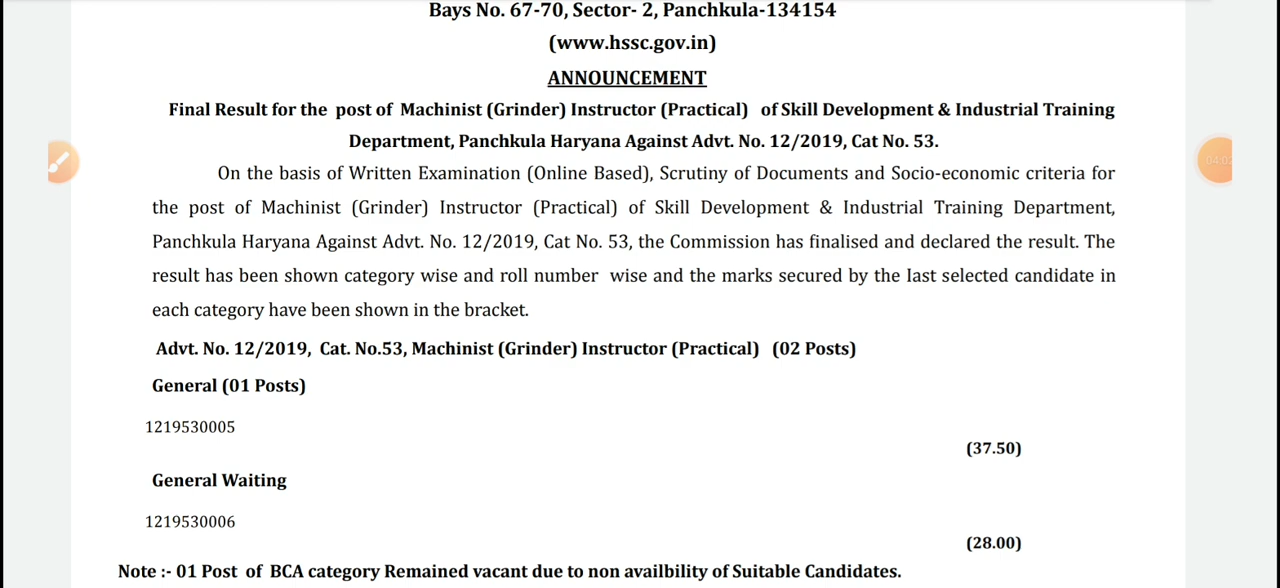 Bays No. 67-70, Sector- 2, Panchkula-134154
(www.hssc.gov.in)
ANNOUNCEMENT
Final Result for the post of Machinist (Grinder) Instructor (Practical) of Skill Development & Industrial Training
Department, Panchkula Haryana Against Advt. No. 12/2019, Cat No. 53.
On the basis of Written Examination (Online Based), Scrutiny of Documents and Socio-economic criteria for
the post of Machinist (Grinder) Instructor (Practical) of Skill Development & Industrial Training Department,
Panchkula Haryana Against Advt. No. 12/2019, Cat No. 53, the Commission has finalised and declared the result. The
result has been shown category wise and roll number wise and the marks secured by the last selected candidate in
each category have been shown in the bracket.
Advt. No. 12/2019, Cat. No.53, Machinist (Grinder) Instructor (Practical) (02 Posts)
General (01 Posts)
1219530005
(37.50)
General Waiting
1219530006
(28.00)
Note :- 01 Post of BCA category Remained vacant due to non availbility of Suitable Candidates.